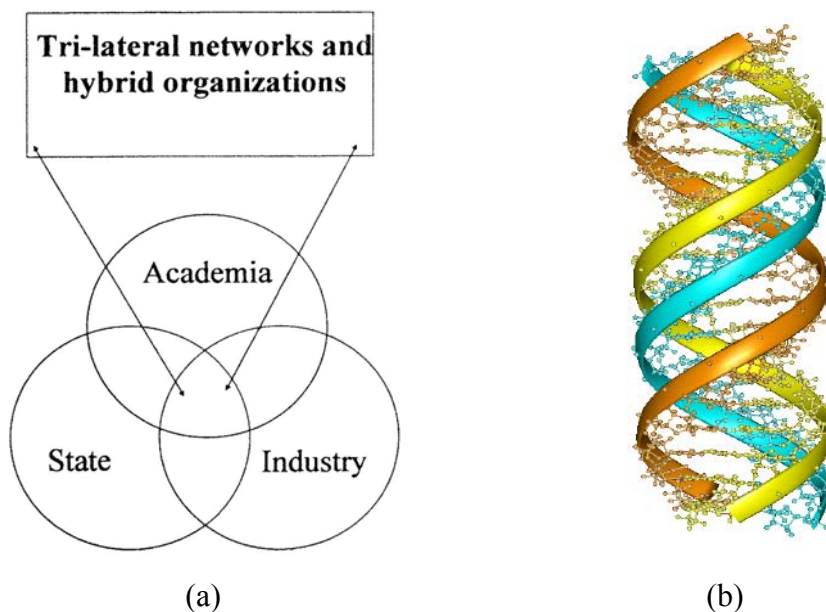 Tri-lateral networks and
hybrid organizations
Academia
State
Industry
(a)
(b)